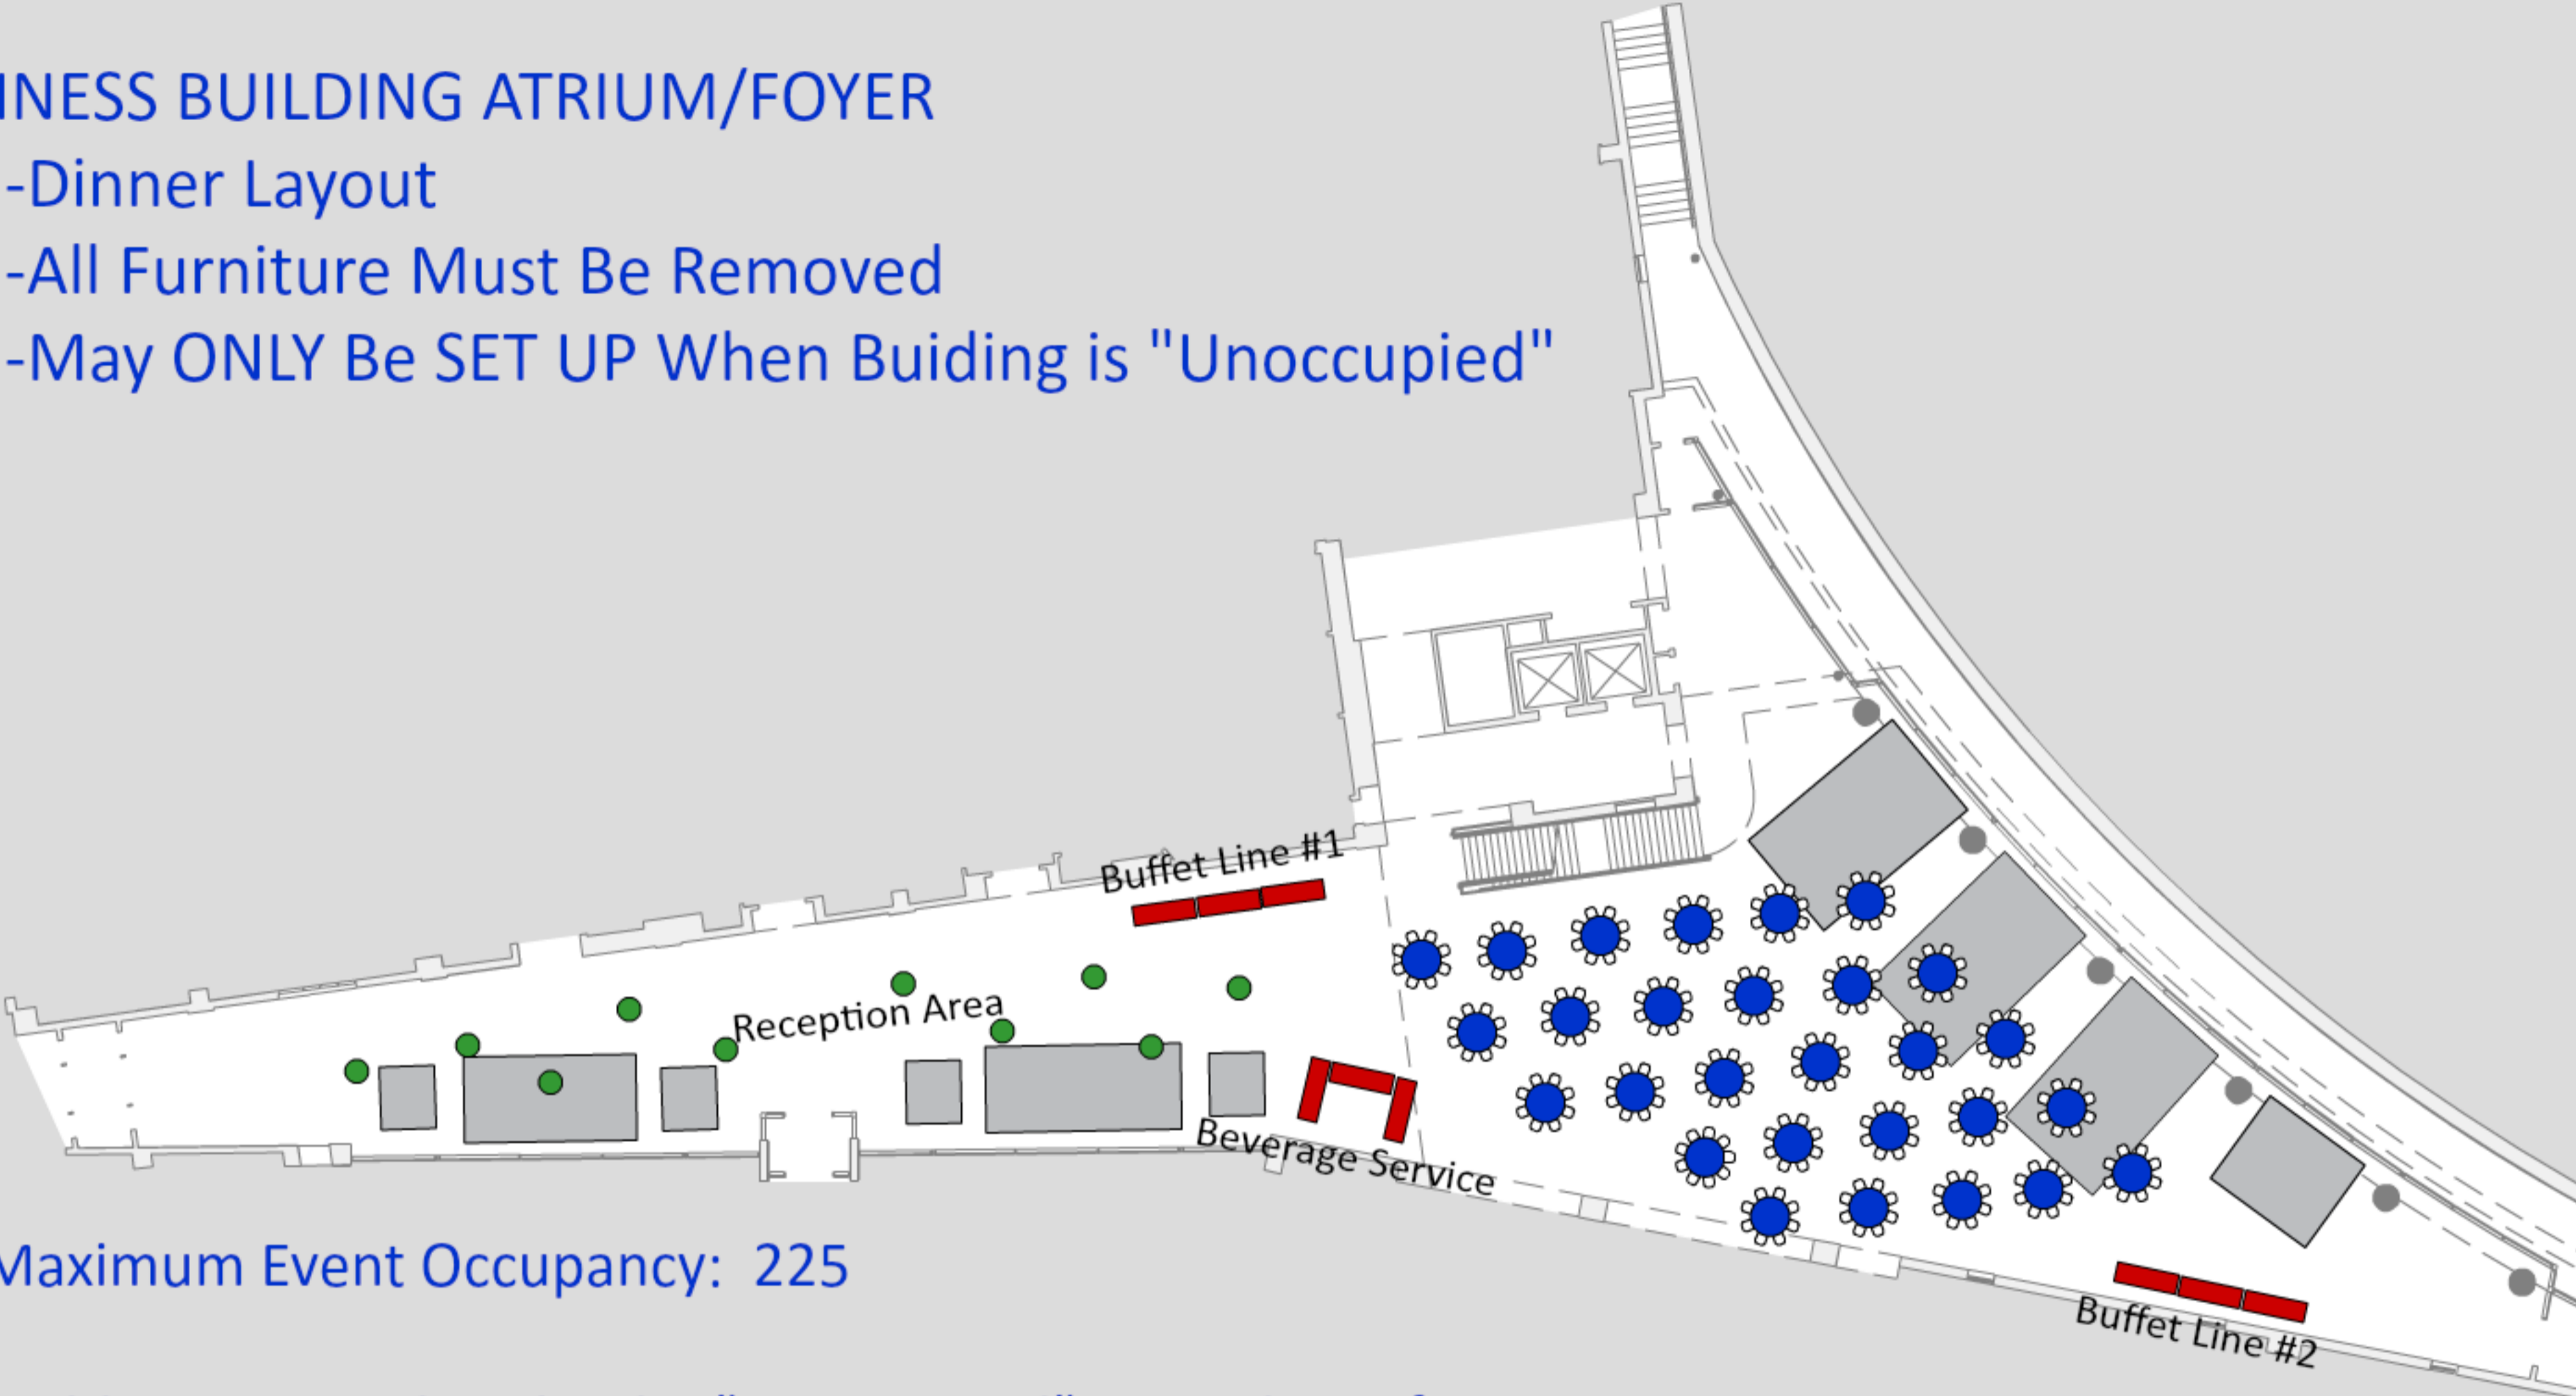 INESS BUILDING ATRIUM/FOYER
-Dinner Layout
-All Furniture Must Be Removed
-May ONLY Be SET UP When Buiding is "Unoccupied"
Buffet Line #1
Reception Area
Beverage Service
Maximum Event Occupancy: 225
Buffet Line #2